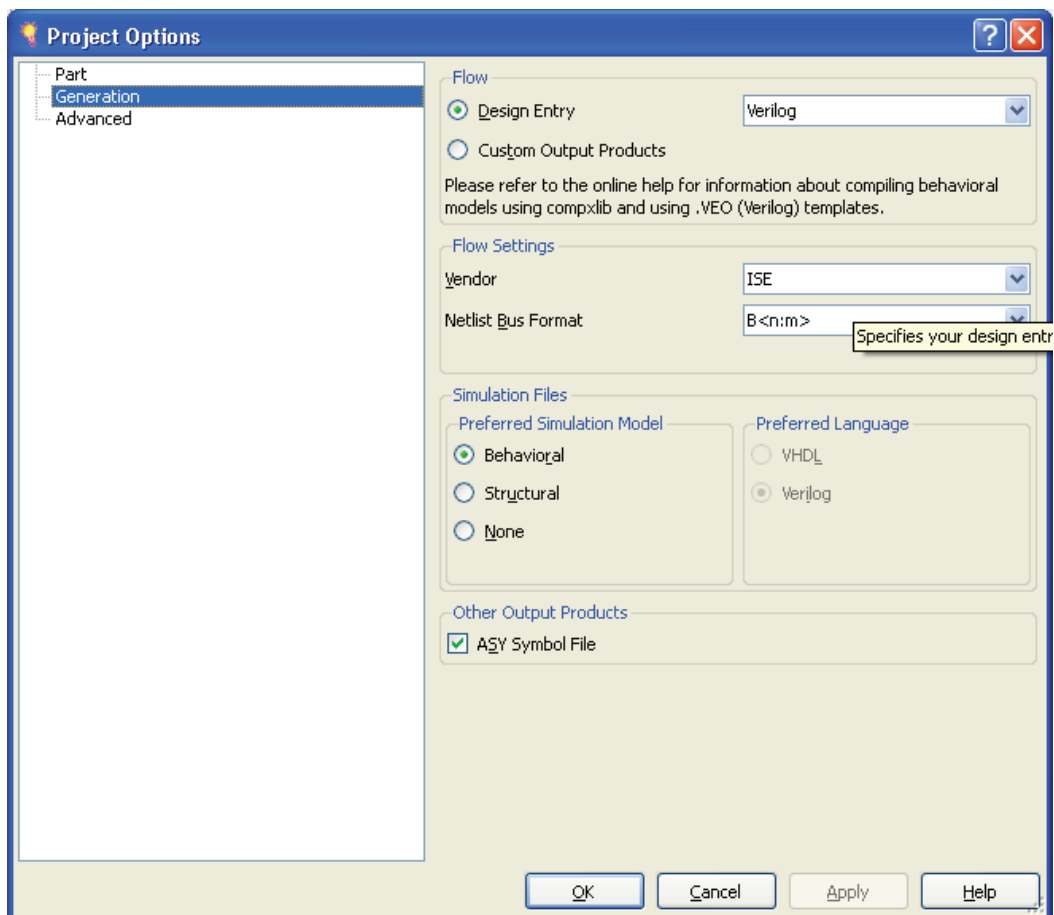 Project Options
Part
Generation
Advanced
Flow
Design Entry
Verilog
Custom Output Products
Please refer to the online help for information about compiling behavioral
models using compxlib and using .VEO (Verilog) templates.
Flow Settings
Vendor
ISE
Netlist Bus Format
B<n:m>
Specifies your design entr
Simulation Files
Preferred Simulation Model
Preferred Language
Behavioral
VHDL
Structural
Verilog
None
Other Output Products
ASY Symbol File
OK
Cancel
Apply
Help